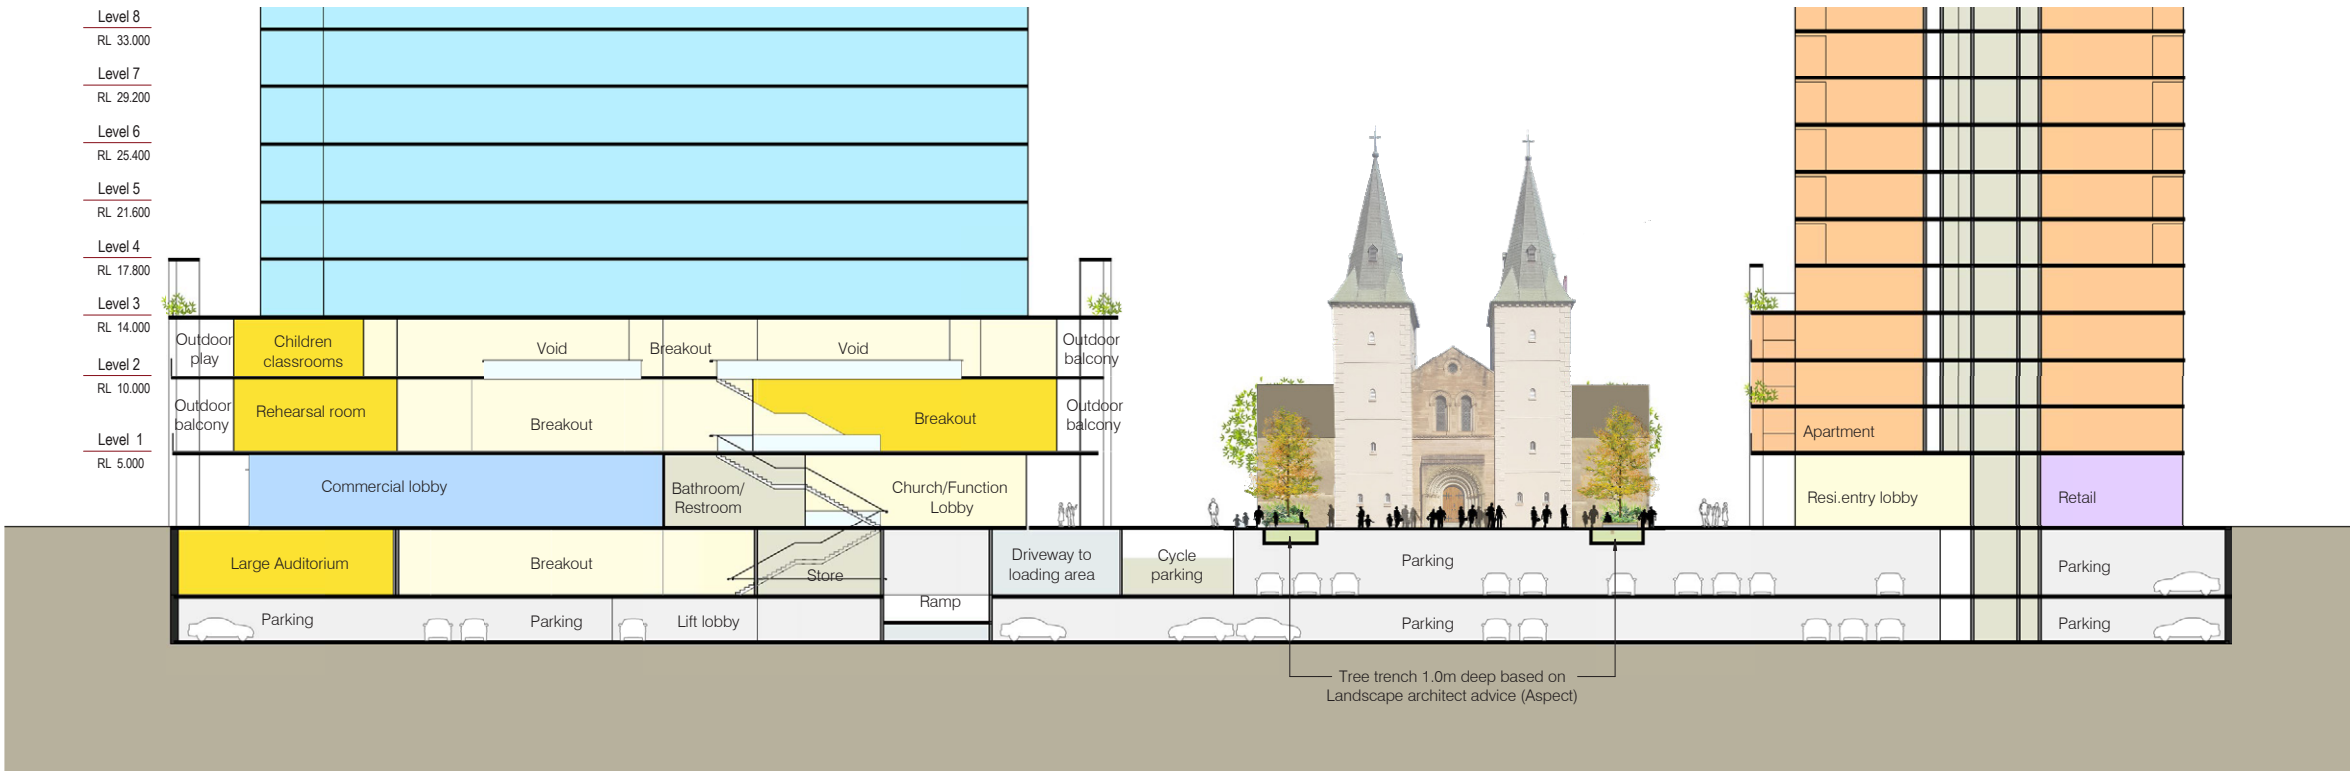 Level 8
RL 33.000
Level 7
RL 29.200
Level 6
RL 25.400
Level 5
RL 21.600
Level 4
RL 17.800
Level 3
RL 14.000
Level 2
RL 10.000
Level 1
RL 5.000
Outdoor
play
Children
classrooms
Void
Breakout
Void
Outdoor
balcony
Outdoor
balcony
Rehearsal room
Breakout
Breakout
Outdoor
balcony
Apartment
Commercial lobby
Bathroom/
Restroom
Church/Function
Lobby
Resi.entry lobby
Retail
Large Auditorium
Breakout
Store
Ramp
Driveway to
loading area
Cycle
parking
Parking
Parking
Parking
Parking
Lift lobby
Parking
Parking
Tree trench 1.0m deep based on
Landscape architect advice (Aspect)